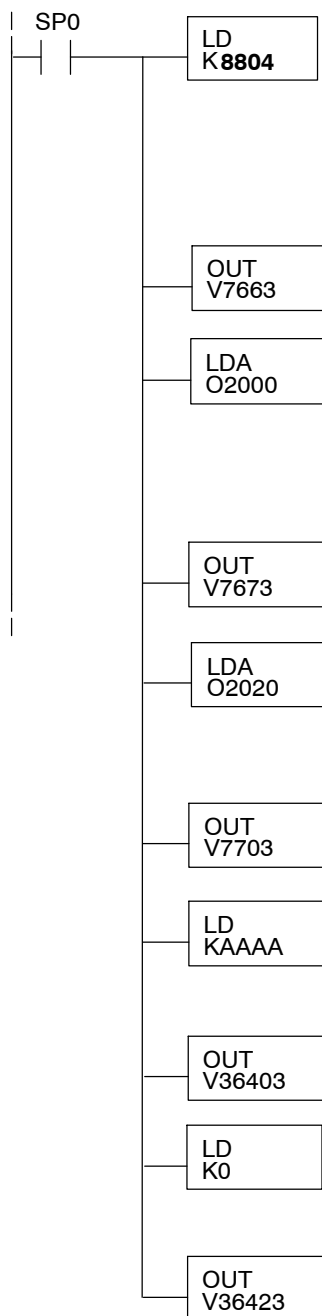 SP0
LD
K8804
OUT
V7663
LDA
O2000
OUT
V7673
LDA
O2020
OUT
V7703
LD
KAAAA
OUT
V36403
LD
K0
OUT
V36423